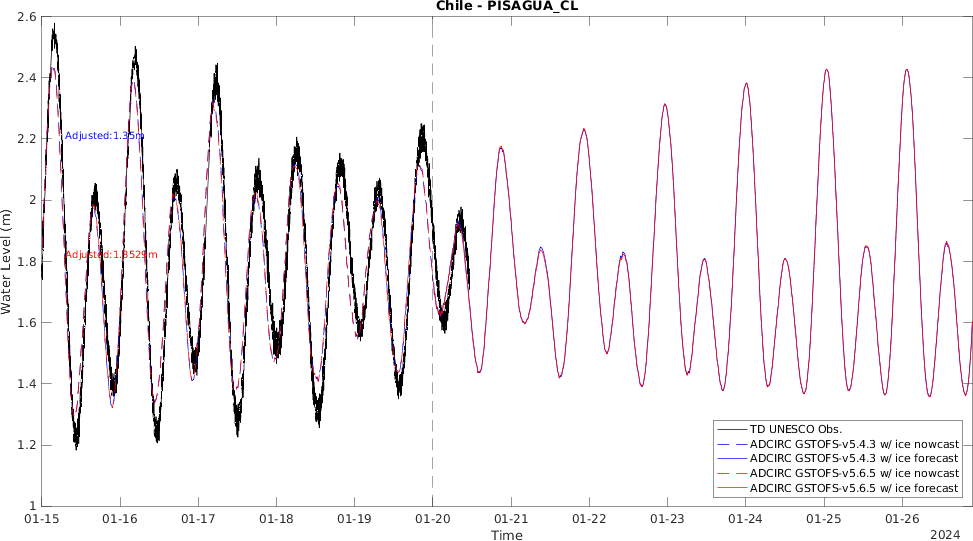 Chile - PISAGUA_CL
2.6
2.4
2.2
2
1.8
1.6
1.4
1.2
1
Water Level (m)
Adjusted:1.35m
Adjusted:1.3529m
TD UNESCO Obs.
ADCIRC GSTOFS-v5.4.3 w/ ice nowcast
ADCIRC GSTOFS-v5.4.3 w/ ice forecast
ADCIRC GSTOFS-v5.6.5 w/ ice nowcast
ADCIRC GSTOFS-v5.6.5 w/ ice forecast
01-15 01-16 01-17 01-18 01-19 01-20 01-21 01-22 01-23 01-24 01-25 01-26
Time
2024